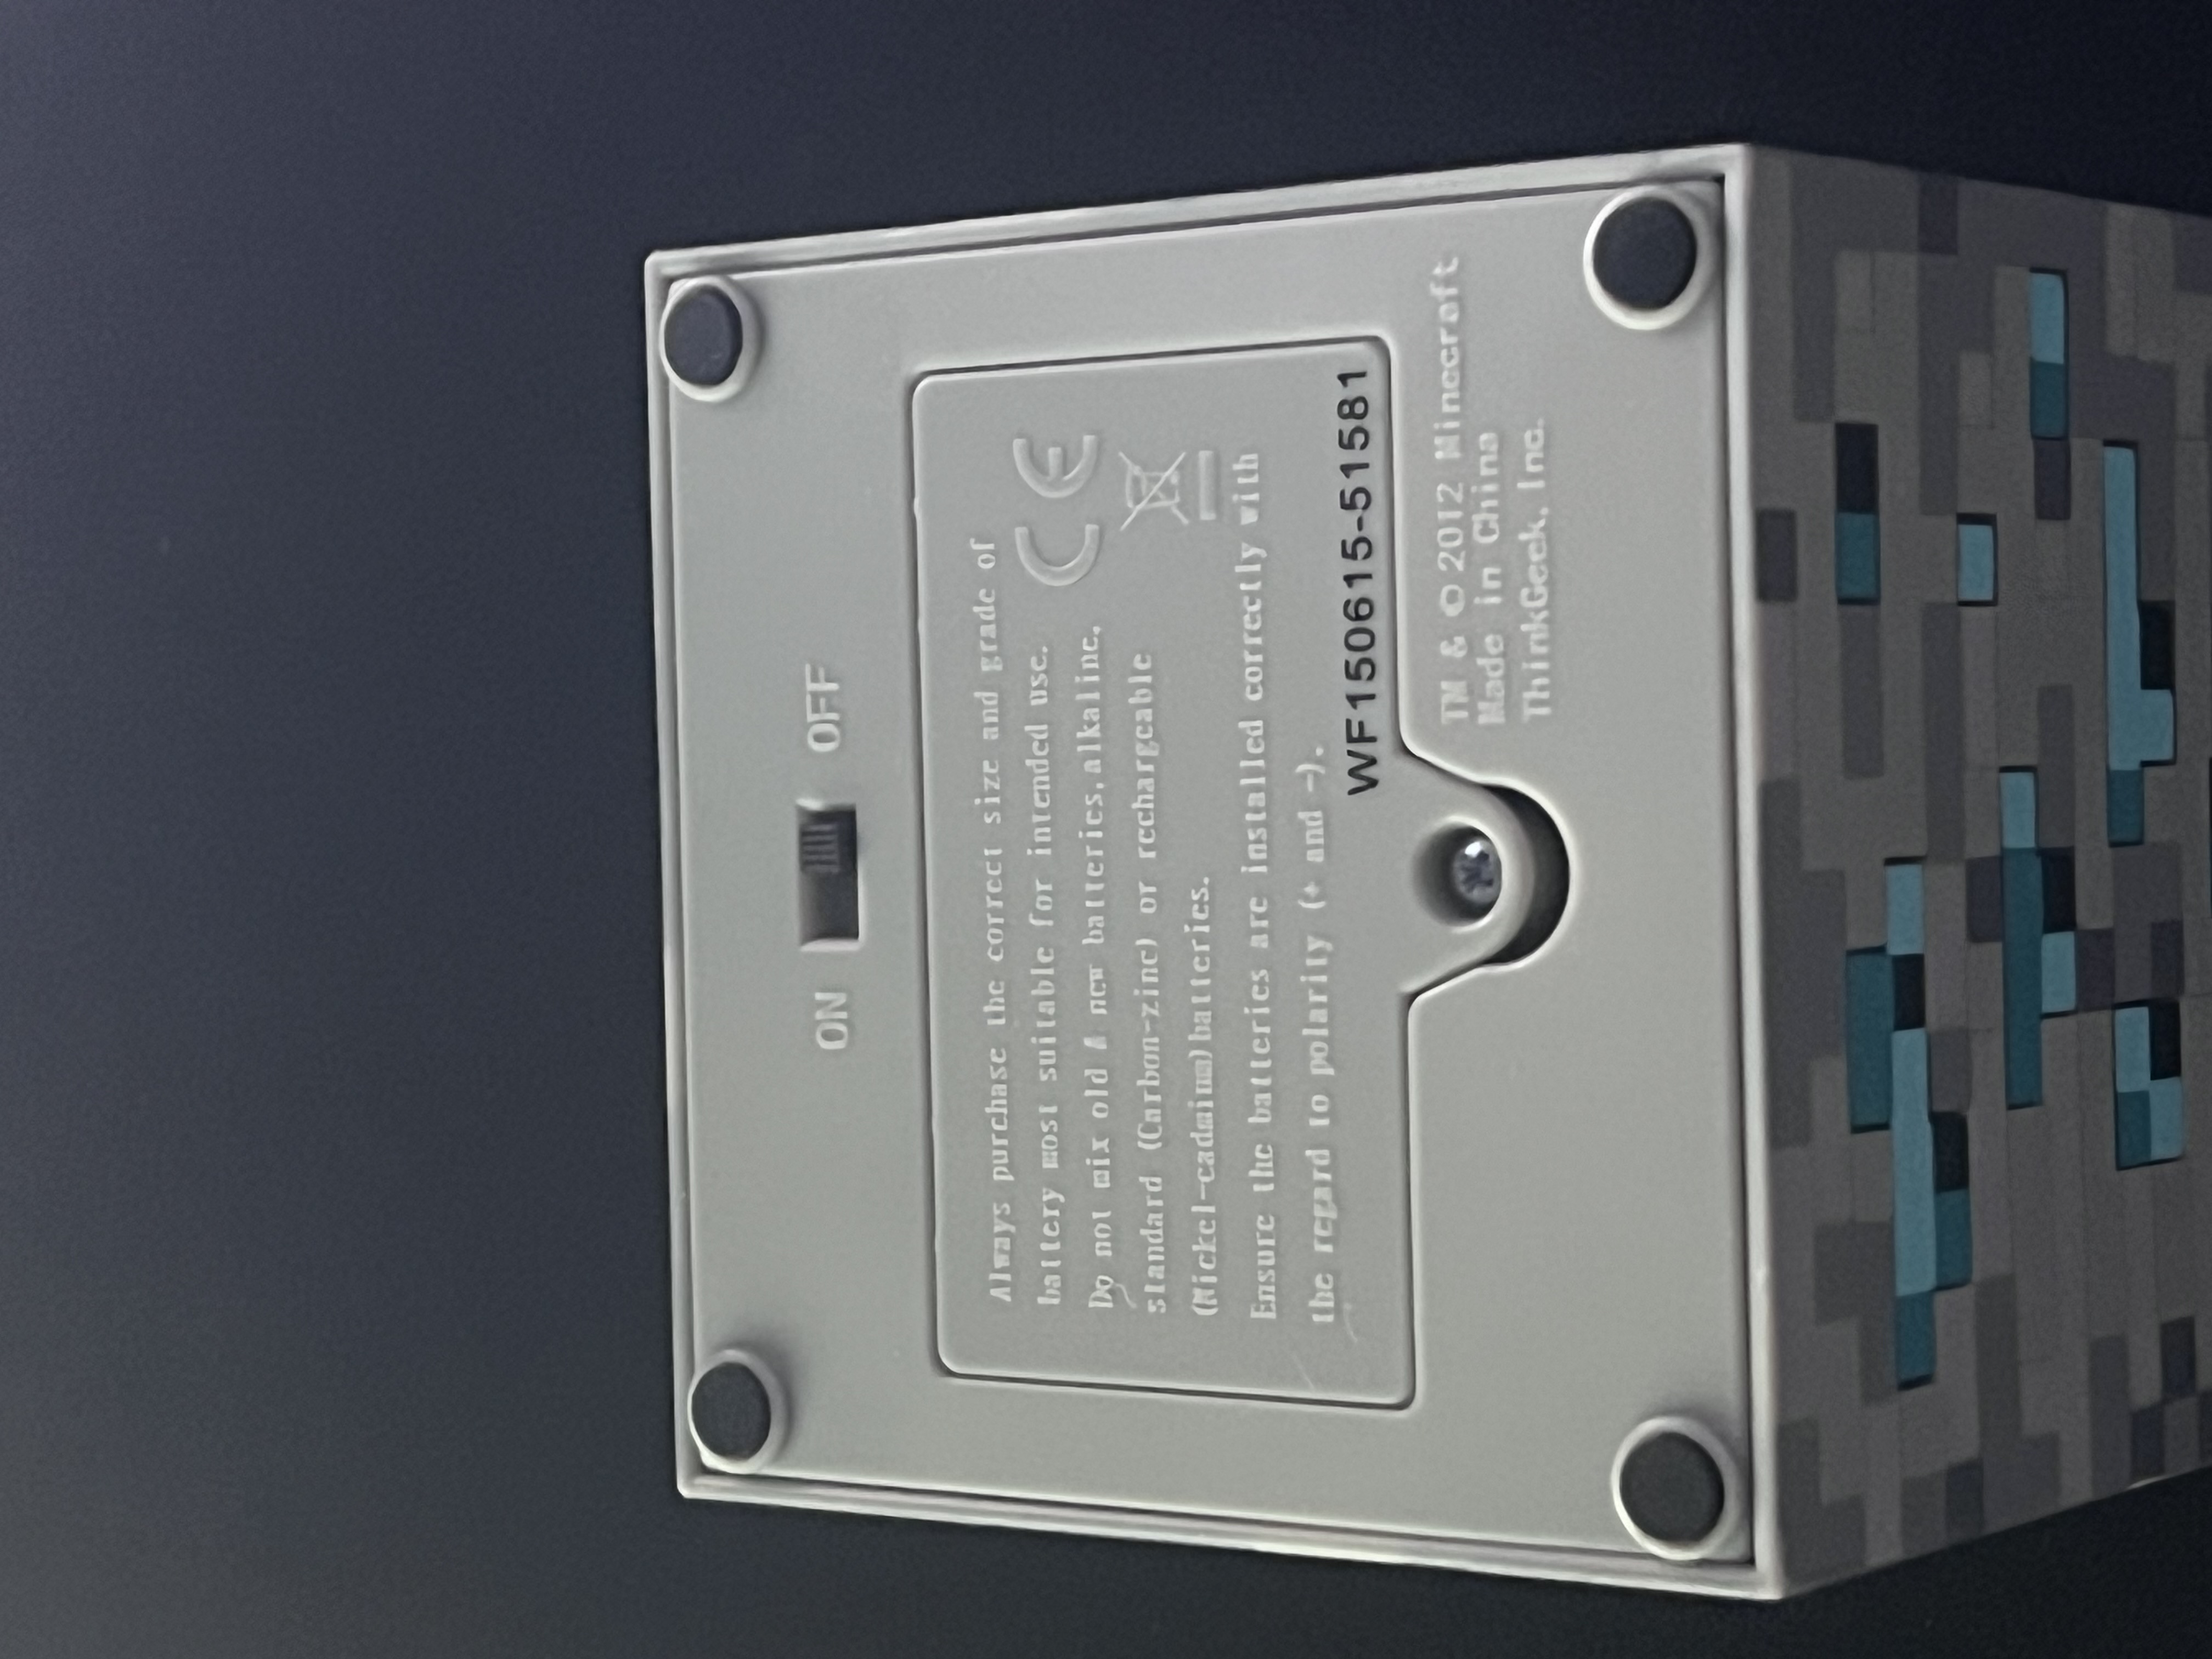 ON OFF
Always purchase the correct size and grade of
battery most suitable for intended use.
Do not mix old & new batteries,alkaline,
standard (Carbon-zinc) or rechargeable
(Nickel-cadmium)batteries.
Ensure the batteries are installed correctly with
the regard to polarity (+ and -).
CE
WF150615-51581
TM & © 2012 Minecraft
Made in China
ThinkGeek, Inc.